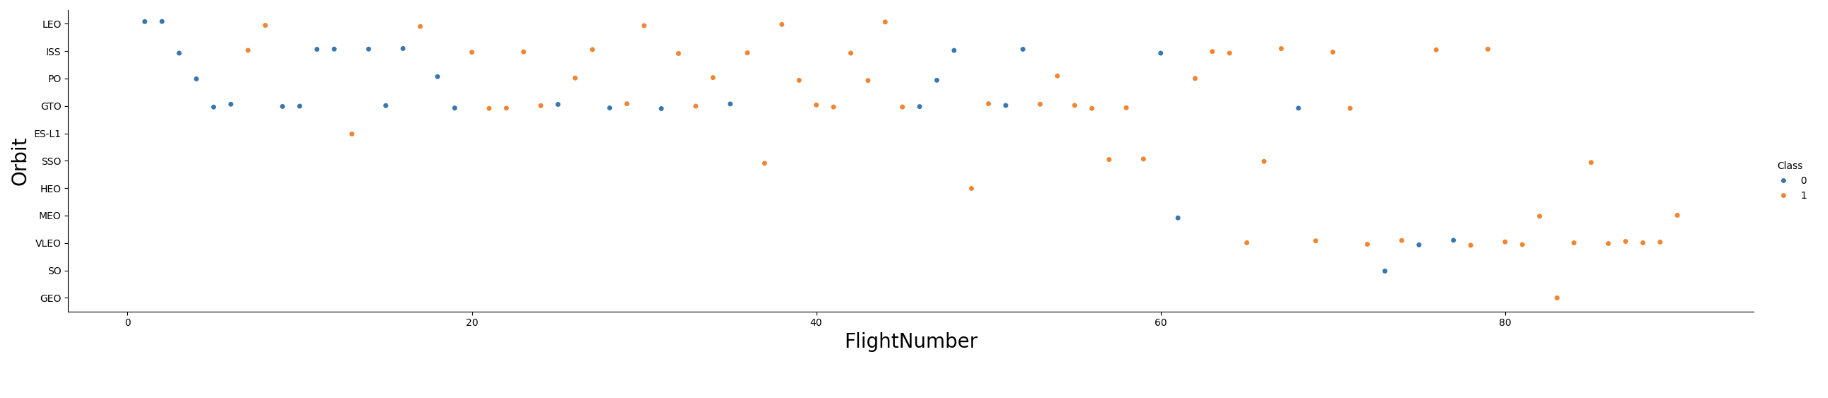 LEO
ISS
PO
GTO
ES-L1
SSO
HEO
MEO
VLEO
SO
GEO
Orbit
0 20 40 60 80
FlightNumber
Class
0
1